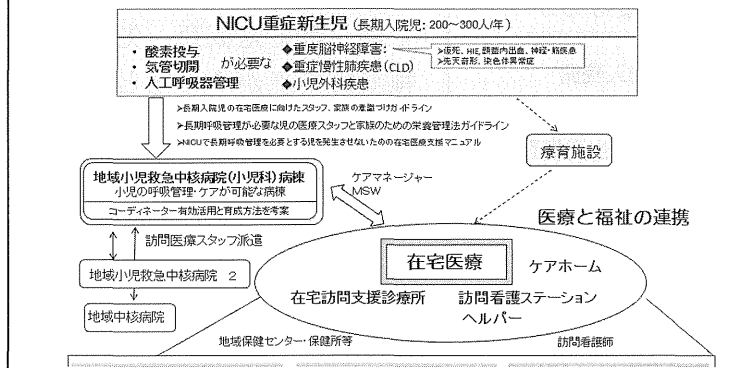 NICU重症新生児 (長期入院児: 200～300人/年)
・ 酸素投与
・ 気管切開
・ 人工呼吸器管理
が必要な
◆重度脳神経障害:
◆重症慢性肺疾患(CLD)
◆小児外科疾患
>仮死、HIE、頭蓋内出血、神経・筋疾患
>先天奇形、染色体異常症
>長期入院児の在宅医療に向けたスタッフ、家族の意識づけガイドライン
>長期呼吸管理が必要な児の医療スタッフと家族のための栄養管理法ガイドライン
>NICUで長期呼吸管理を必要とする児を発生させないための在宅医療支援マニュアル
療育施設
地域小児救急中核病院(小児科)病棟
小児の呼吸管理・ケアが可能な病棟
コーディネーター有効活用と育成方法を考案
ケアマネージャー
MSW
医療と福祉の連携
訪問医療スタッフ派遣
地域小児救急中核病院 2
地域中核病院
在宅医療
ケアホーム
在宅訪問支援診療所
訪問看護ステーション
ヘルパー
地域保健センター・保健所等
訪問看護師